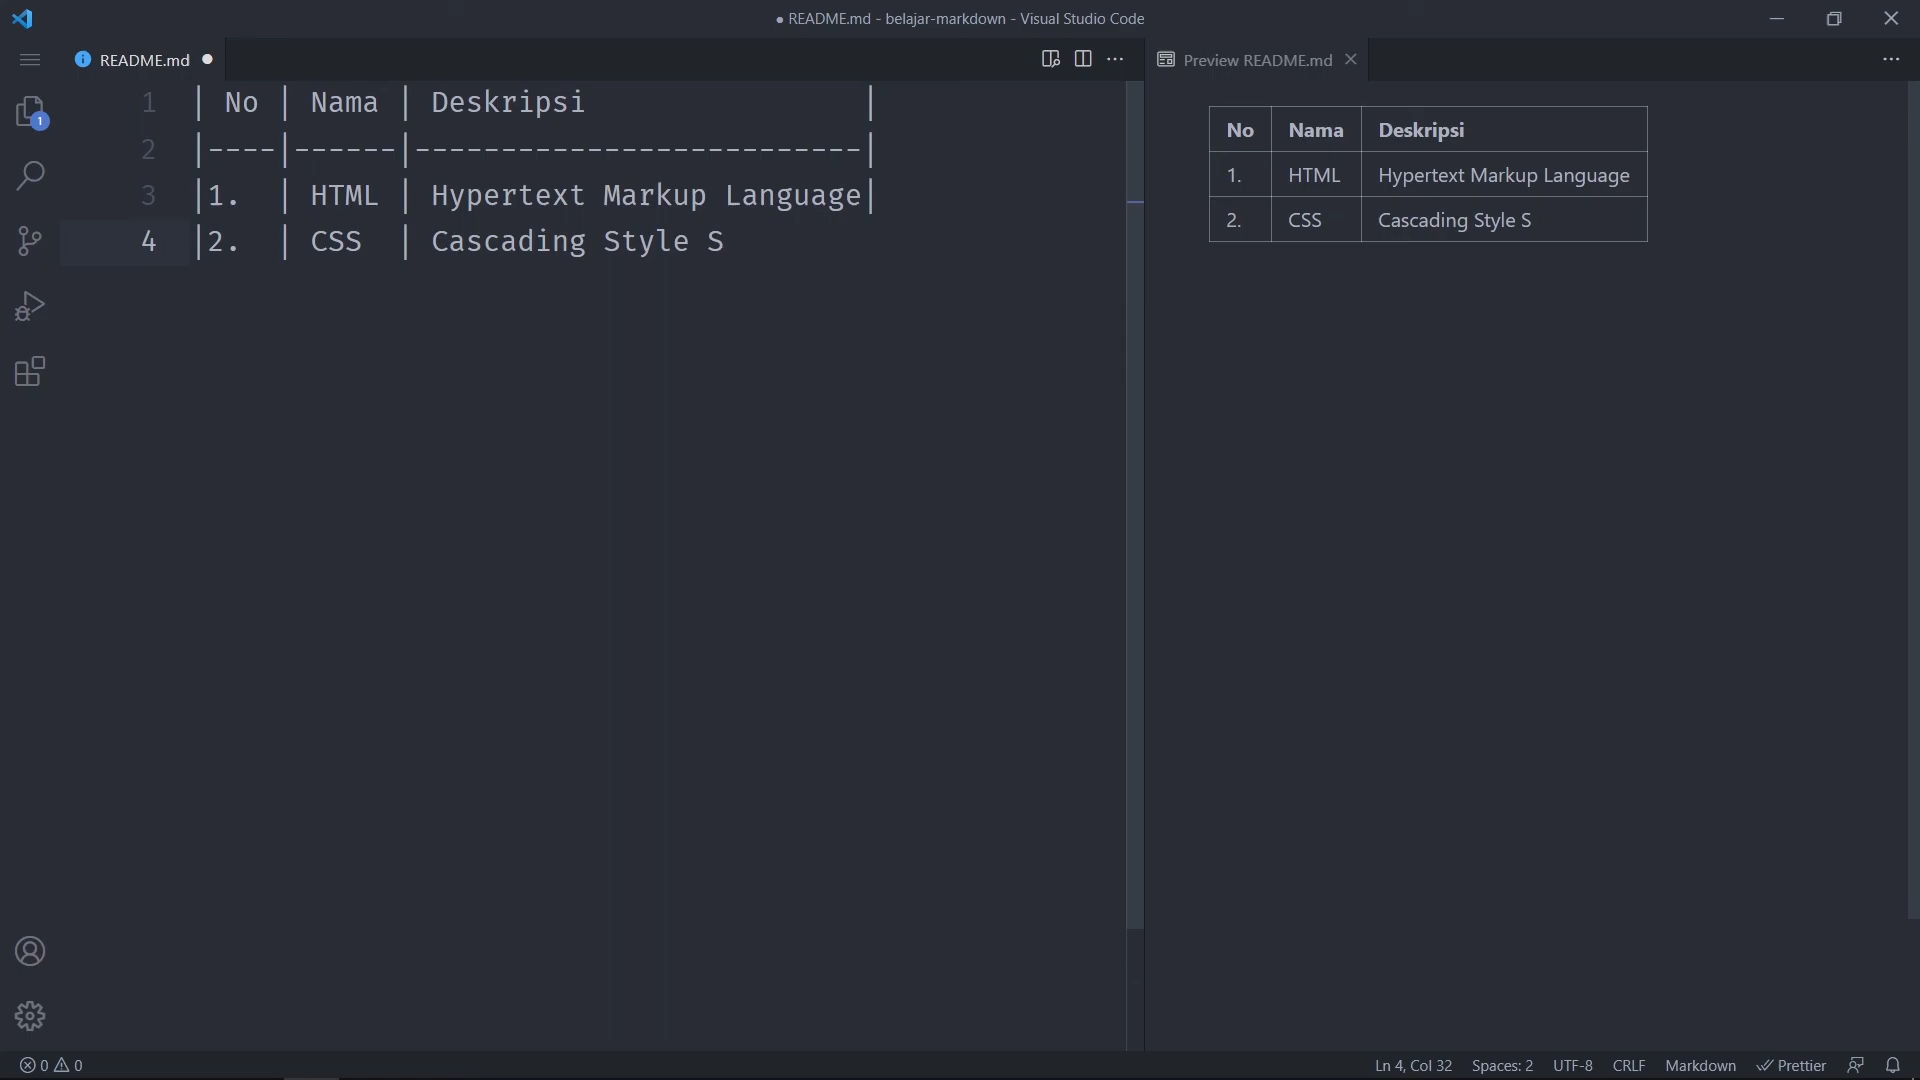 ● README.md - belajar-markdown - Visual Studio Code
README.md ●
Preview README.md
1 | No | Nama | Deskripsi                |
2 |----|------|--------------------------|
3 |1.  | HTML | Hypertext Markup Language|
4 |2.  | CSS  | Cascading Style S
No Nama Deskripsi
1. HTML Hypertext Markup Language
2. CSS Cascading Style S
1
0 0
Ln 4, Col 32 Spaces: 2 UTF-8 CRLF Markdown Prettier